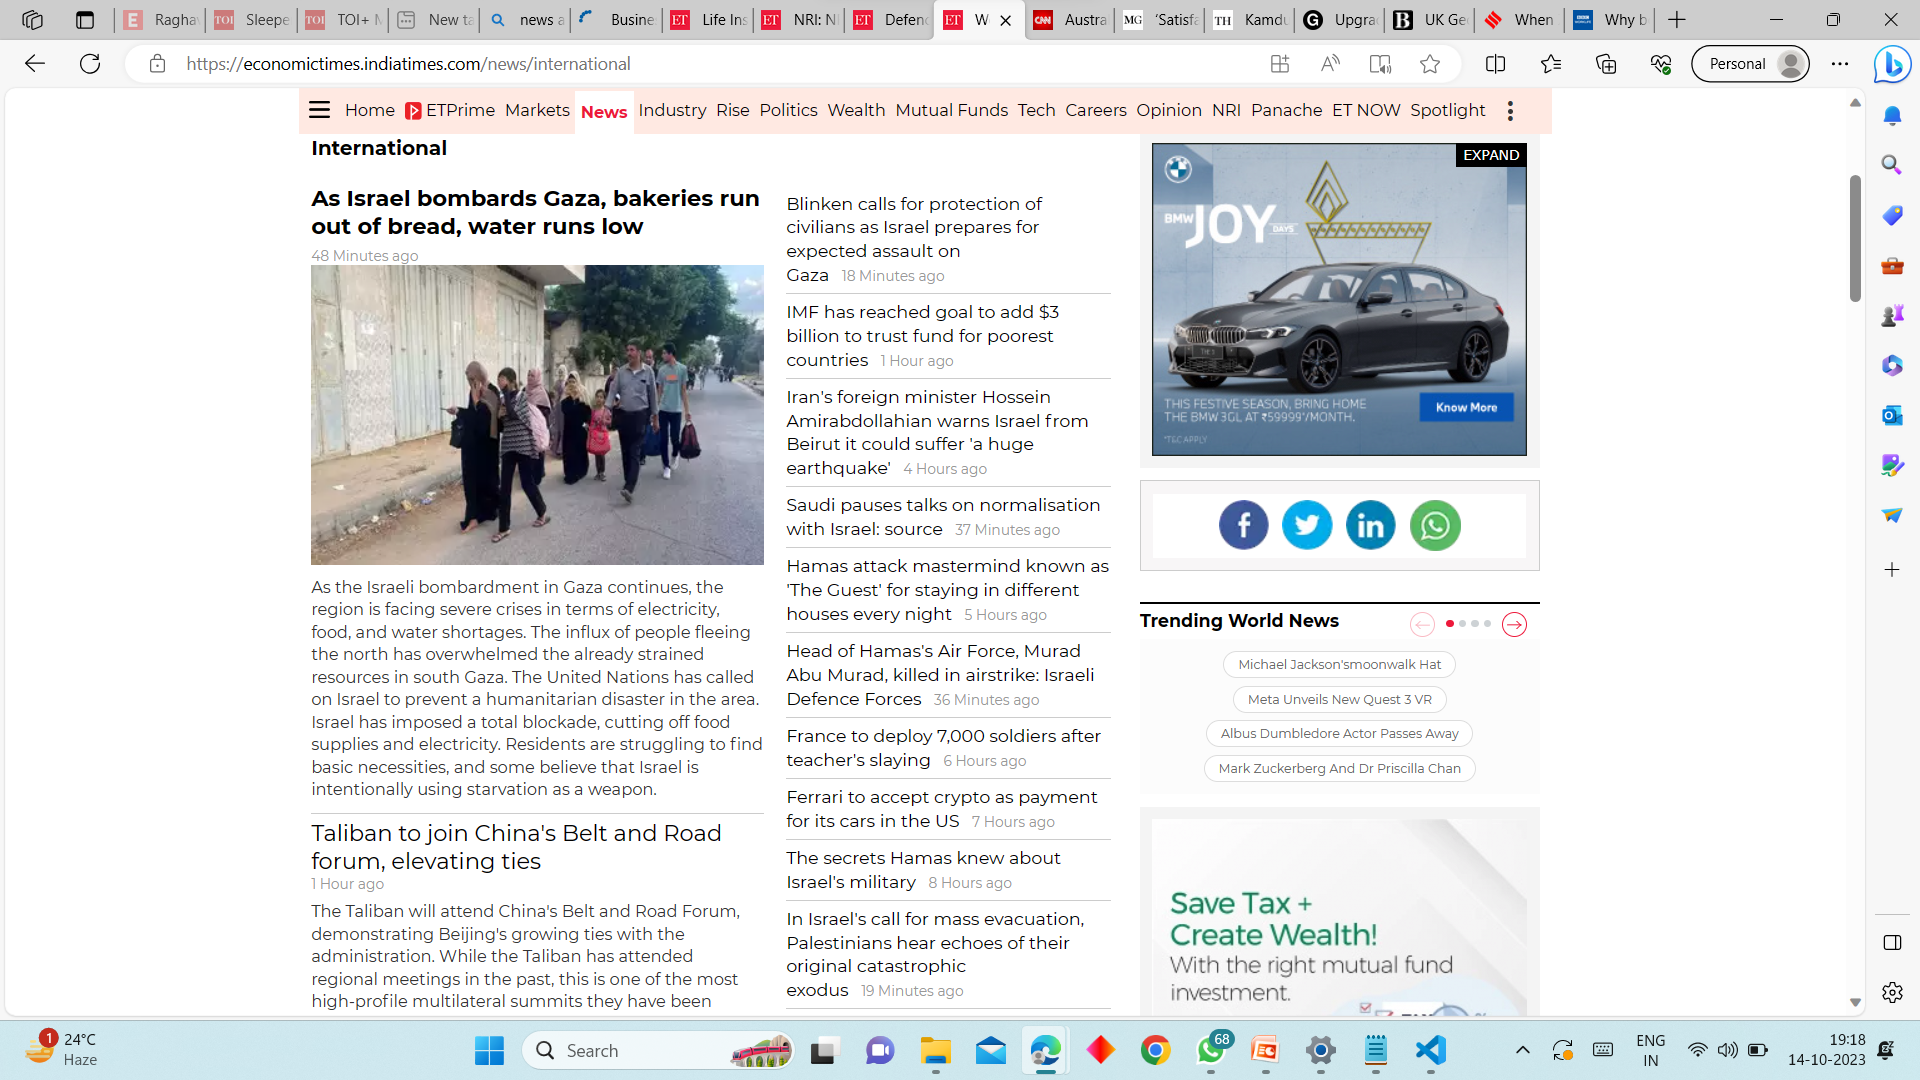 Ragha
Sleepe
TOI+ M
New ta
news a
Busine
Life Ins
NRI: N
Defenc
W
Austra
'Satisfa
Kamdu
Upgra
UK Ge
When
Why b
https://economictimes.indiatimes.com/news/international
Personal
Home ETPrime Markets News Industry Rise Politics Wealth Mutual Funds Tech Careers Opinion NRI Panache ET NOW Spotlight
International
As Israel bombards Gaza, bakeries run
out of bread, water runs low
48 Minutes ago
As the Israeli bombardment in Gaza continues, the
region is facing severe crises in terms of electricity,
food, and water shortages. The influx of people fleeing
the north has overwhelmed the already strained
resources in south Gaza. The United Nations has called
on Israel to prevent a humanitarian disaster in the area.
Israel has imposed a total blockade, cutting off food
supplies and electricity. Residents are struggling to find
basic necessities, and some believe that Israel is
intentionally using starvation as a weapon.
Taliban to join China's Belt and Road
forum, elevating ties
1 Hour ago
The Taliban will attend China's Belt and Road Forum,
demonstrating Beijing's growing ties with the
administration. While the Taliban has attended
regional meetings in the past, this is one of the most
high-profile multilateral summits they have been
Blinken calls for protection of
civilians as Israel prepares for
expected assault on
Gaza 18 Minutes ago
IMF has reached goal to add $3
billion to trust fund for poorest
countries 1 Hour ago
Iran's foreign minister Hossein
Amirabdollahian warns Israel from
Beirut it could suffer 'a huge
earthquake' 4 Hours ago
Saudi pauses talks on normalisation
with Israel: source 37 Minutes ago
Hamas attack mastermind known as
'The Guest' for staying in different
houses every night 5 Hours ago
Head of Hamas's Air Force, Murad
Abu Murad, killed in airstrike: Israeli
Defence Forces 36 Minutes ago
France to deploy 7,000 soldiers after
teacher's slaying 6 Hours ago
Ferrari to accept crypto as payment
for its cars in the US 7 Hours ago
The secrets Hamas knew about
Israel's military 8 Hours ago
In Israel's call for mass evacuation,
Palestinians hear echoes of their
original catastrophic
exodus 19 Minutes ago
EXPAND
BMW
JOY
DAYS
THIS FESTIVE SEASON, BRING HOME
THE BMW 3GL AT ₹59999*/MONTH.
Know More
*T&C APPLY
Trending World News
Michael Jackson'smoonwalk Hat
Meta Unveils New Quest 3 VR
Albus Dumbledore Actor Passes Away
Mark Zuckerberg And Dr Priscilla Chan
Save Tax +
Create Wealth!
With the right mutual fund
investment.
1
24°C
Haze
Search
68
ENG
IN
19:18
14-10-2023